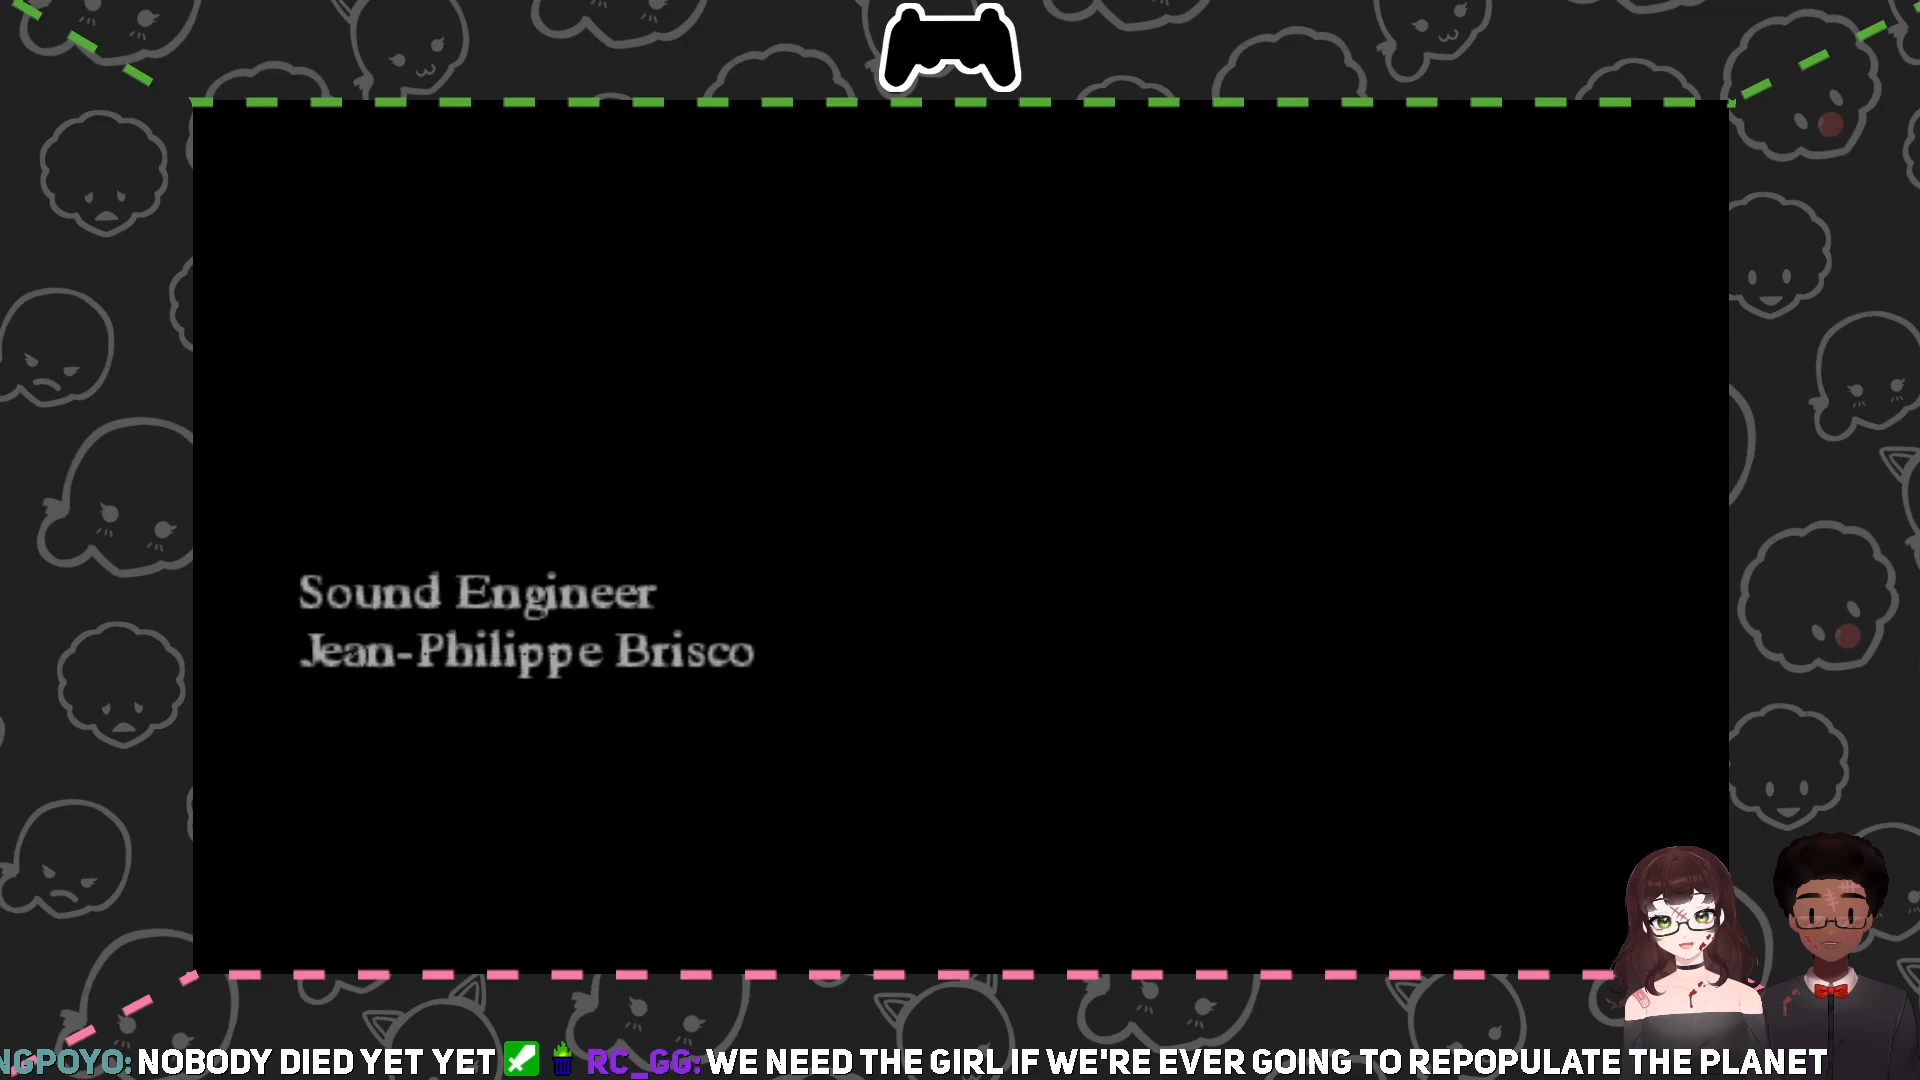 Sound Engineer
Jean-Philippe Brisco
NGPOYO: NOBODY DIED YET YET RC_GG: WE NEED THE GIRL IF WE'RE EVER GOING TO REPOPULATE THE PLANET